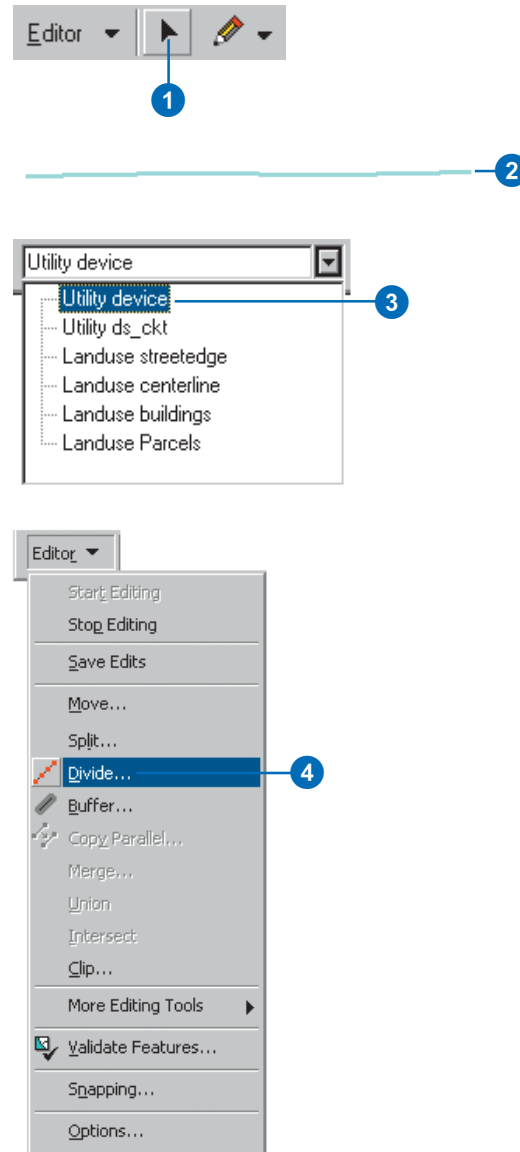 Editor
1
2
Utility device
Utility device
3
Utility ds_ckt
Landuse streetedge
Landuse centerline
Landuse buildings
Landuse Parcels
Editor
Start Editing
Stop Editing
Save Edits
Move...
Split...
Divide...
4
Buffer...
Copy Parallel...
Merge...
Union
Intersect
Clip...
More Editing Tools
Validate Features...
Snapping...
Options...